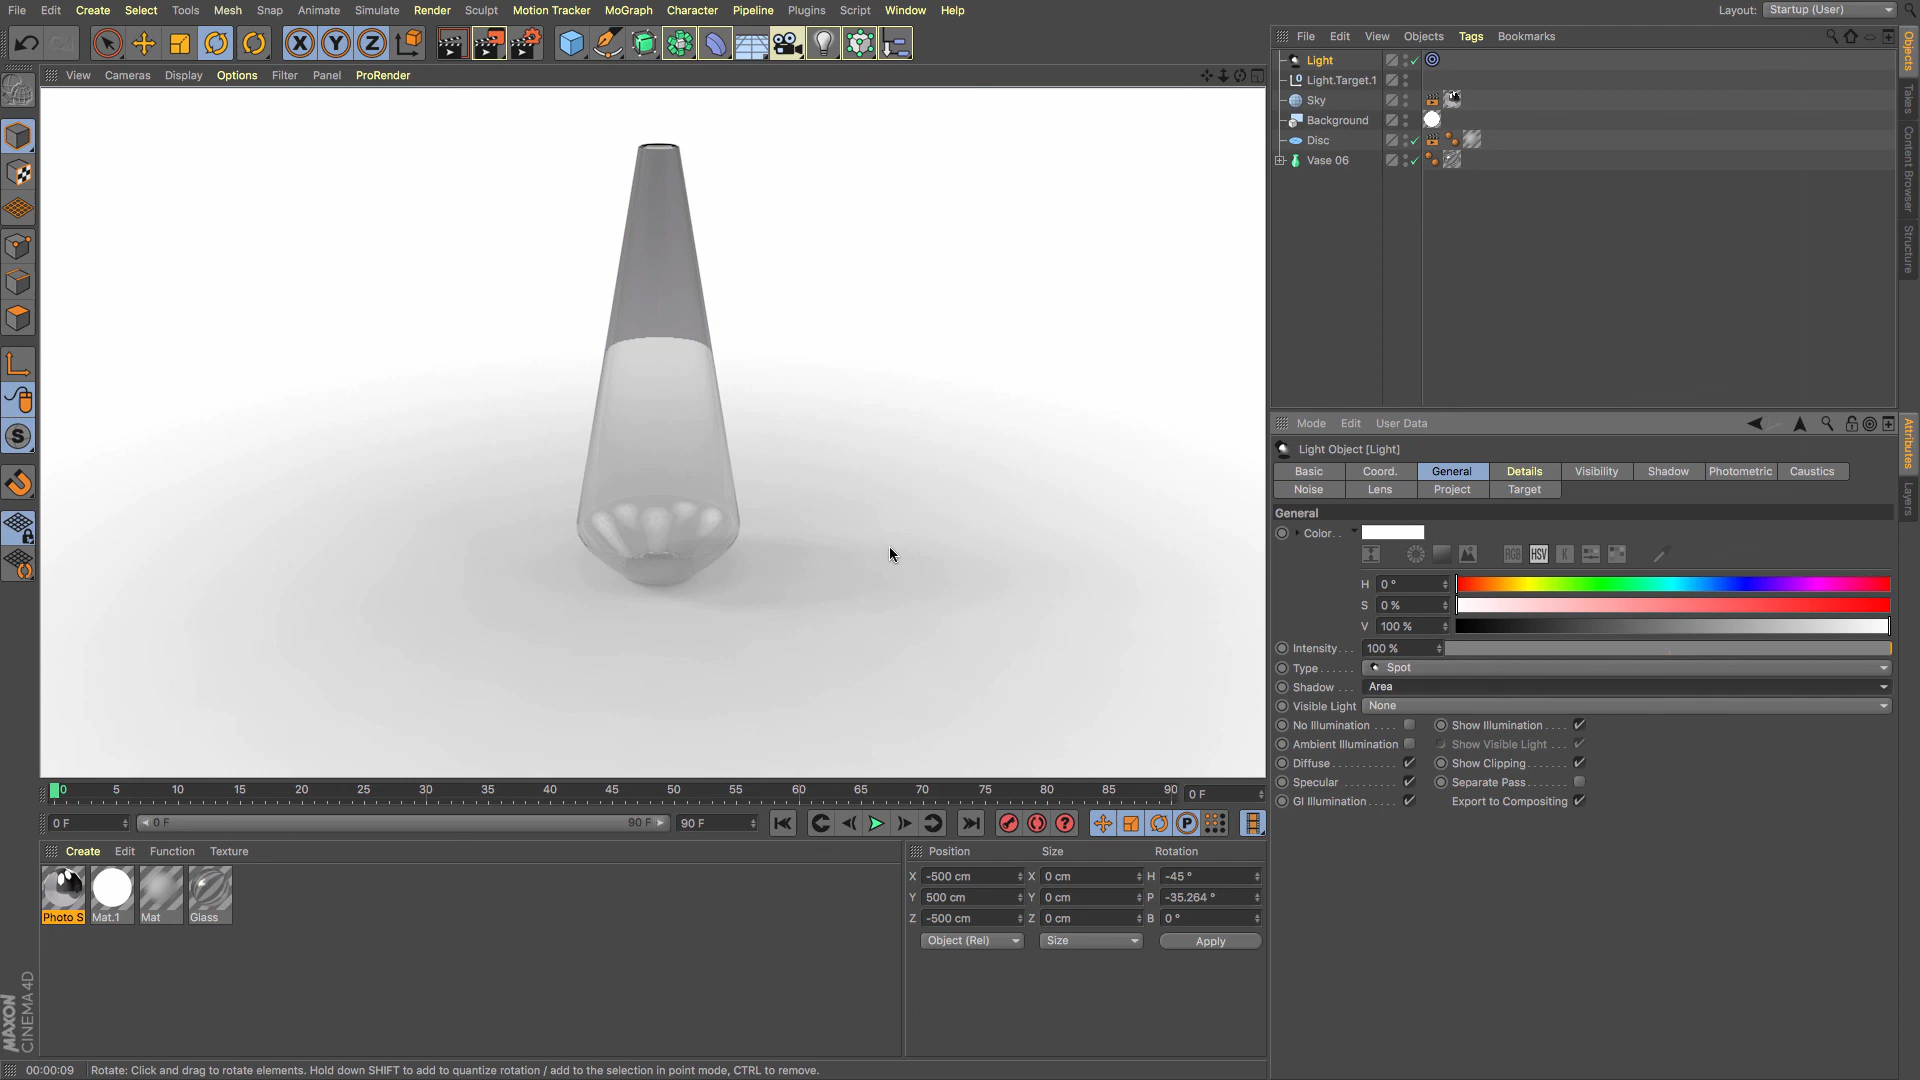 File Edit Create Select Tools Mesh Snap Animate Simulate Render Sculpt Motion Tracker MoGraph Character Pipeline Plugins Script Window Help Layout: Startup (User)
X Y Z
File Edit View Objects Tags Bookmarks
View Cameras Display Options Filter Panel ProRender
Light
Light.Target.1
Sky
Background
Disc
Vase 06
Objects
Takes
Content Browser
Structure
Mode Edit User Data
Light Object [Light]
Basic Coord. General Details Visibility Shadow Photometric Caustics
Noise Lens Project Target
Attributes
Layers
General
Color...
RGB HSV K
H 0 °
S 0 %
V 100 %
Intensity... 100 %
Type...... Spot
Shadow... Area
Visible Light None
No Illumination.... Show Illumination....
Ambient Illumination Show Visible Light...
Diffuse........... Show Clipping.......
Specular.......... Separate Pass......
GI Illumination.... Export to Compositing
0 5 10 15 20 25 30 35 40 45 50 55 60 65 70 75 80 85 90 0 F
0 F 0 F 90 F 90 F P
Create Edit Function Texture
Photo S Mat.1 Mat Glass
Position Size Rotation
X -500 cm X 0 cm H -45 °
Y 500 cm Y 0 cm P -35.264 °
Z -500 cm Z 0 cm B 0 °
Object (Rel) Size Apply
MAXON
CINEMA 4D
00:00:09 Rotate: Click and drag to rotate elements. Hold down SHIFT to add to quantize rotation / add to the selection in point mode, CTRL to remove.